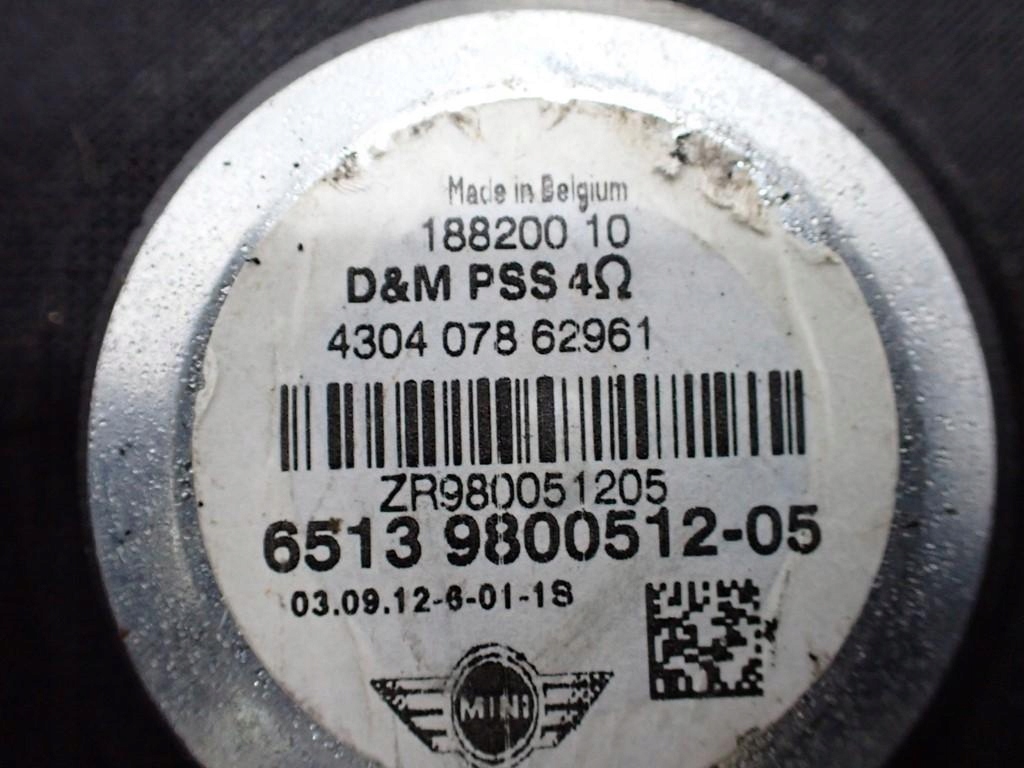 Made in Belgium
188200 10
D&M PSS 4Ω
4304 078 62961
ZR980051205
6513 9800512-05
03.09.12-6-01-1S
MINI